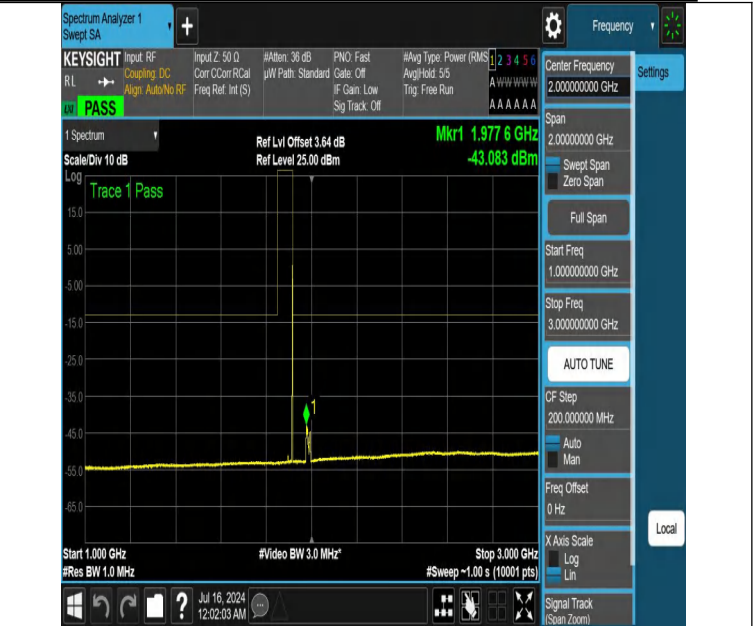 Spectrum Analyzer 1
Swept SA
+
Frequency
KEYSIGHT
RL
PASS
Input: RF
Coupling: DC
Align: Auto/No RF
Input Z: 50 Ω
Corr CCorr RCal
Freq Ref: Int (S)
#Atten: 36 dB
µW Path: Standard
PNO: Fast
Gate: Off
IF Gain: Low
Sig Track: Off
#Avg Type: Power (RMS
Avg|Hold: 5/5
Trig: Free Run
1 2 3 4 5 6
A W W W W W
A A A A A A
Center Frequency
2.000000000 GHz
Settings
1 Spectrum
Scale/Div 10 dB
Ref Lvl Offset 3.64 dB
Ref Level 25.00 dBm
Mkr1 1.977 6 GHz
-43.083 dBm
Span
2.00000000 GHz
Swept Span
Zero Span
Full Span
Start Freq
1.000000000 GHz
Stop Freq
3.000000000 GHz
AUTO TUNE
CF Step
200.000000 MHz
Auto
Man
Freq Offset
0 Hz
X Axis Scale
Log
Lin
Local
Signal Track
(Span Zoom)
Log
Trace 1 Pass
15.0
5.00
-5.00
-15.0
-25.0
-35.0
1
-45.0
-55.0
-65.0
Start 1.000 GHz
#Video BW 3.0 MHz*
Stop 3.000 GHz
#Res BW 1.0 MHz
#Sweep ~1.00 s (10001 pts)
?
Jul 16, 2024
12:02:03 AM